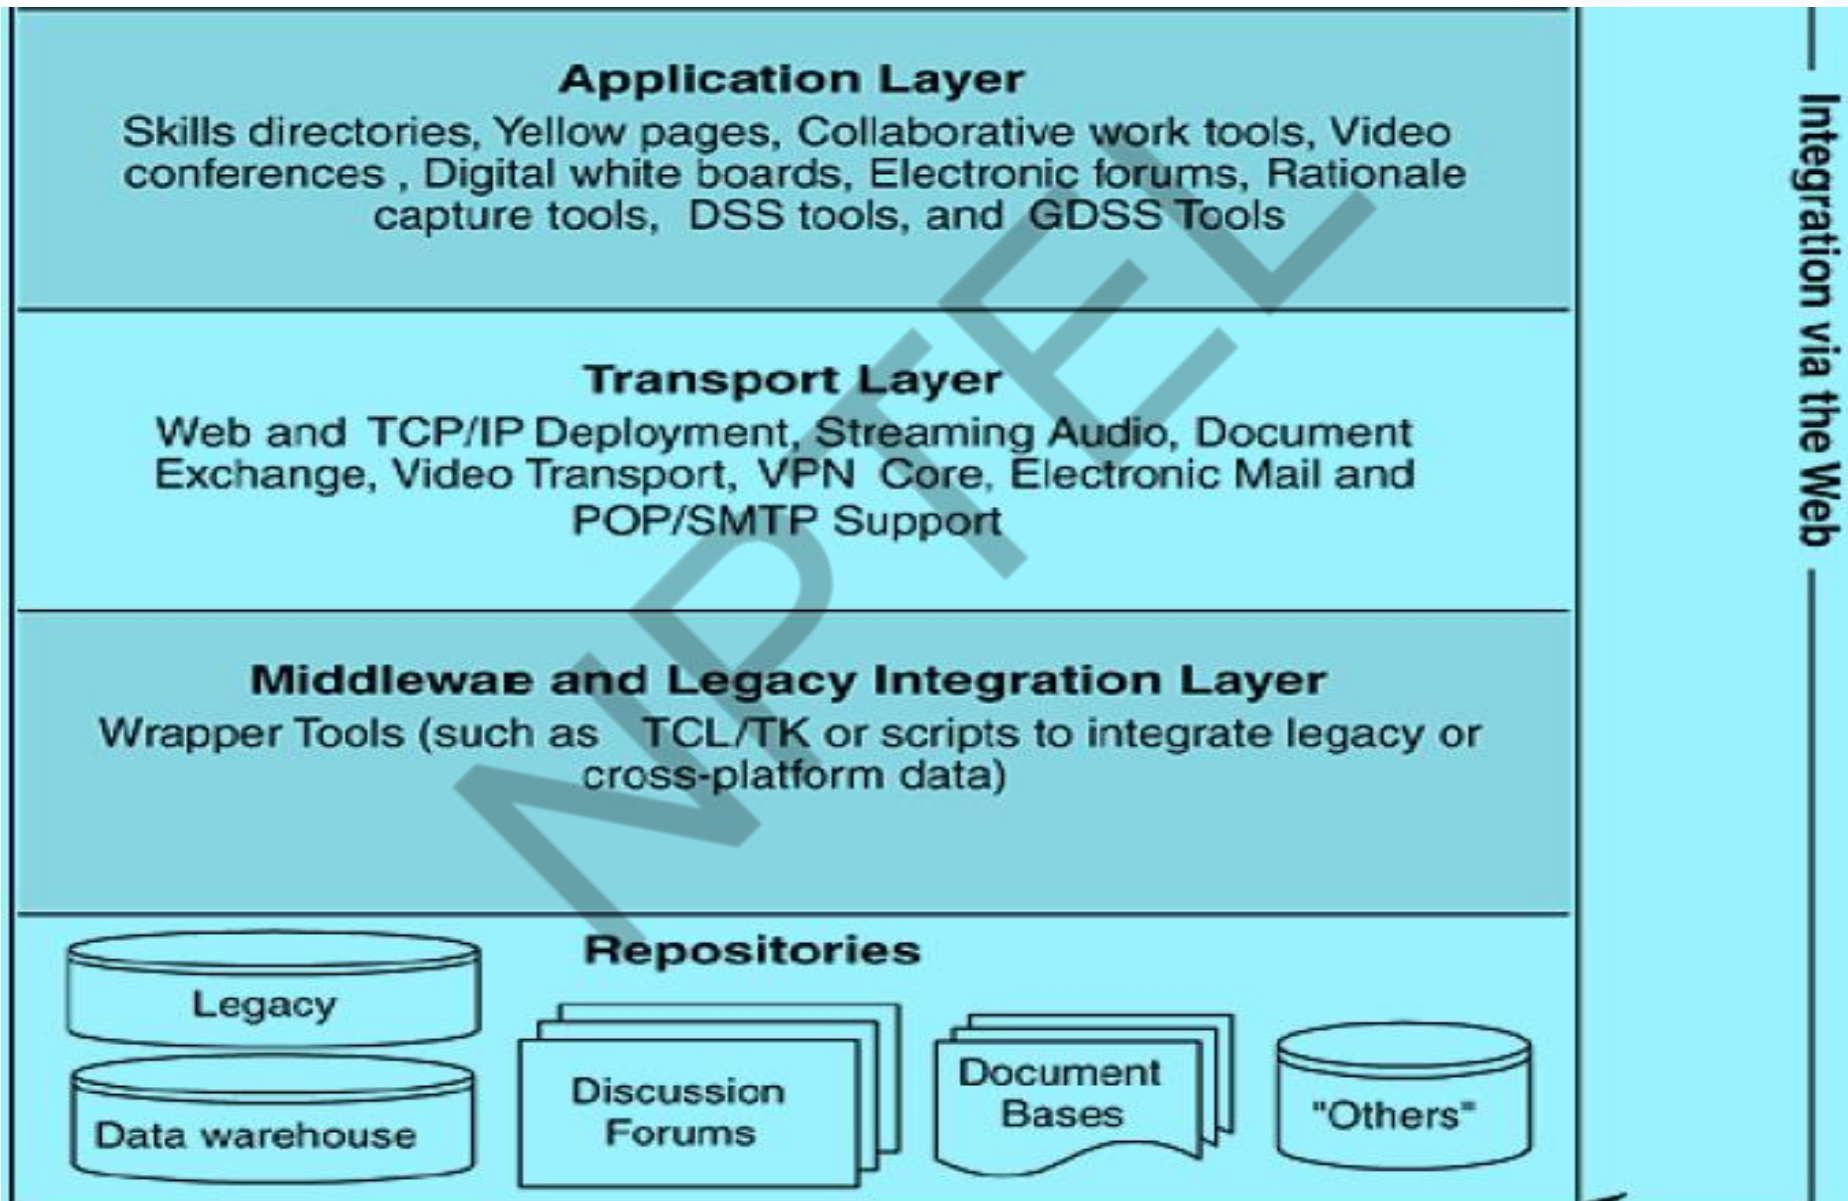 Application Layer
Skills directories, Yellow pages, Collaborative work tools, Video
conferences , Digital white boards, Electronic forums, Rationale
capture tools, DSS tools, and GDSS Tools
Transport Layer
Web and TCP/IP Deployment, Streaming Audio, Document
Exchange, Video Transport, VPN Core, Electronic Mail and
POP/SMTP Support
Middleware and Legacy Integration Layer
Wrapper Tools (such as TCL/TK or scripts to integrate legacy or
cross-platform data)
Repositories
Legacy
Data warehouse
Discussion
Forums
Document
Bases
"Others"
Integration via the Web
NPTEL